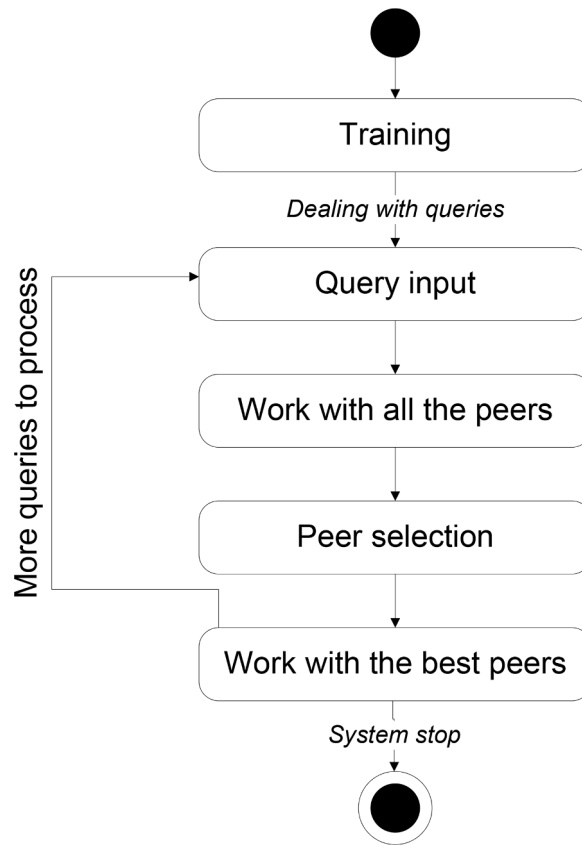 Training
Dealing with queries
Query input
Work with all the peers
Peer selection
Work with the best peers
System stop
More queries to process